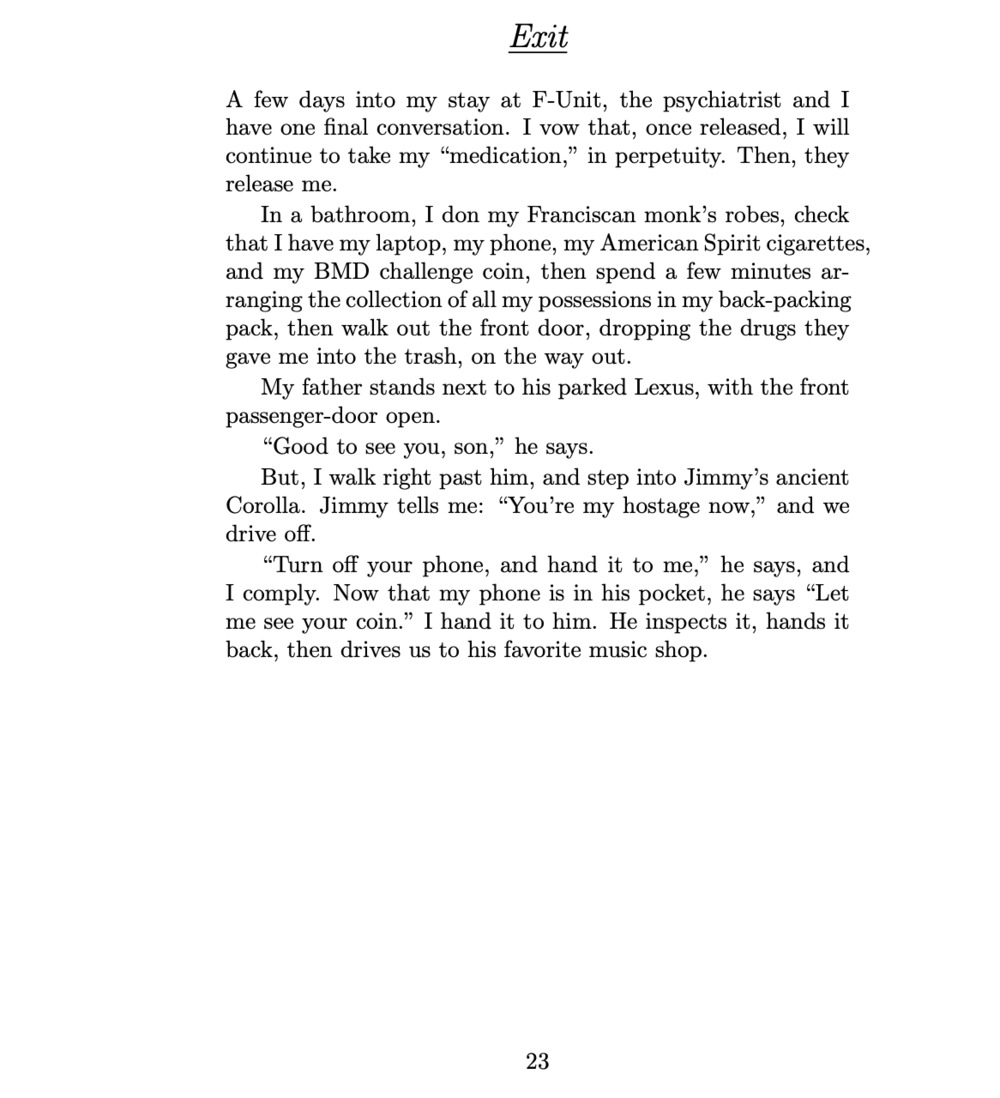 Exit
A few days into my stay at F-Unit, the psychiatrist and I
have one final conversation. I vow that, once released, I will
continue to take my “medication,” in perpetuity. Then, they
release me.
In a bathroom, I don my Franciscan monk’s robes, check
that I have my laptop, my phone, my American Spirit cigarettes,
and my BMD challenge coin, then spend a few minutes ar-
ranging the collection of all my possessions in my back-packing
pack, then walk out the front door, dropping the drugs they
gave me into the trash, on the way out.
My father stands next to his parked Lexus, with the front
passenger-door open.
“Good to see you, son,” he says.
But, I walk right past him, and step into Jimmy’s ancient
Corolla. Jimmy tells me: “You’re my hostage now,” and we
drive off.
“Turn off your phone, and hand it to me,” he says, and
I comply. Now that my phone is in his pocket, he says “Let
me see your coin.” I hand it to him. He inspects it, hands it
back, then drives us to his favorite music shop.
23